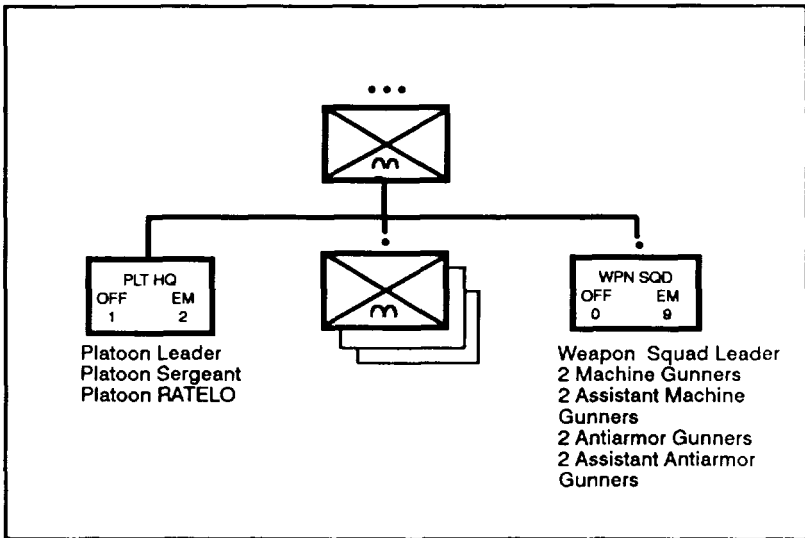 PLT HQ
OFF EM
1 2
Platoon Leader
Platoon Sergeant
Platoon RATELO
WPN SQD
OFF EM
0 9
Weapon Squad Leader
2 Machine Gunners
2 Assistant Machine
Gunners
2 Antiarmor Gunners
2 Assistant Antiarmor
Gunners